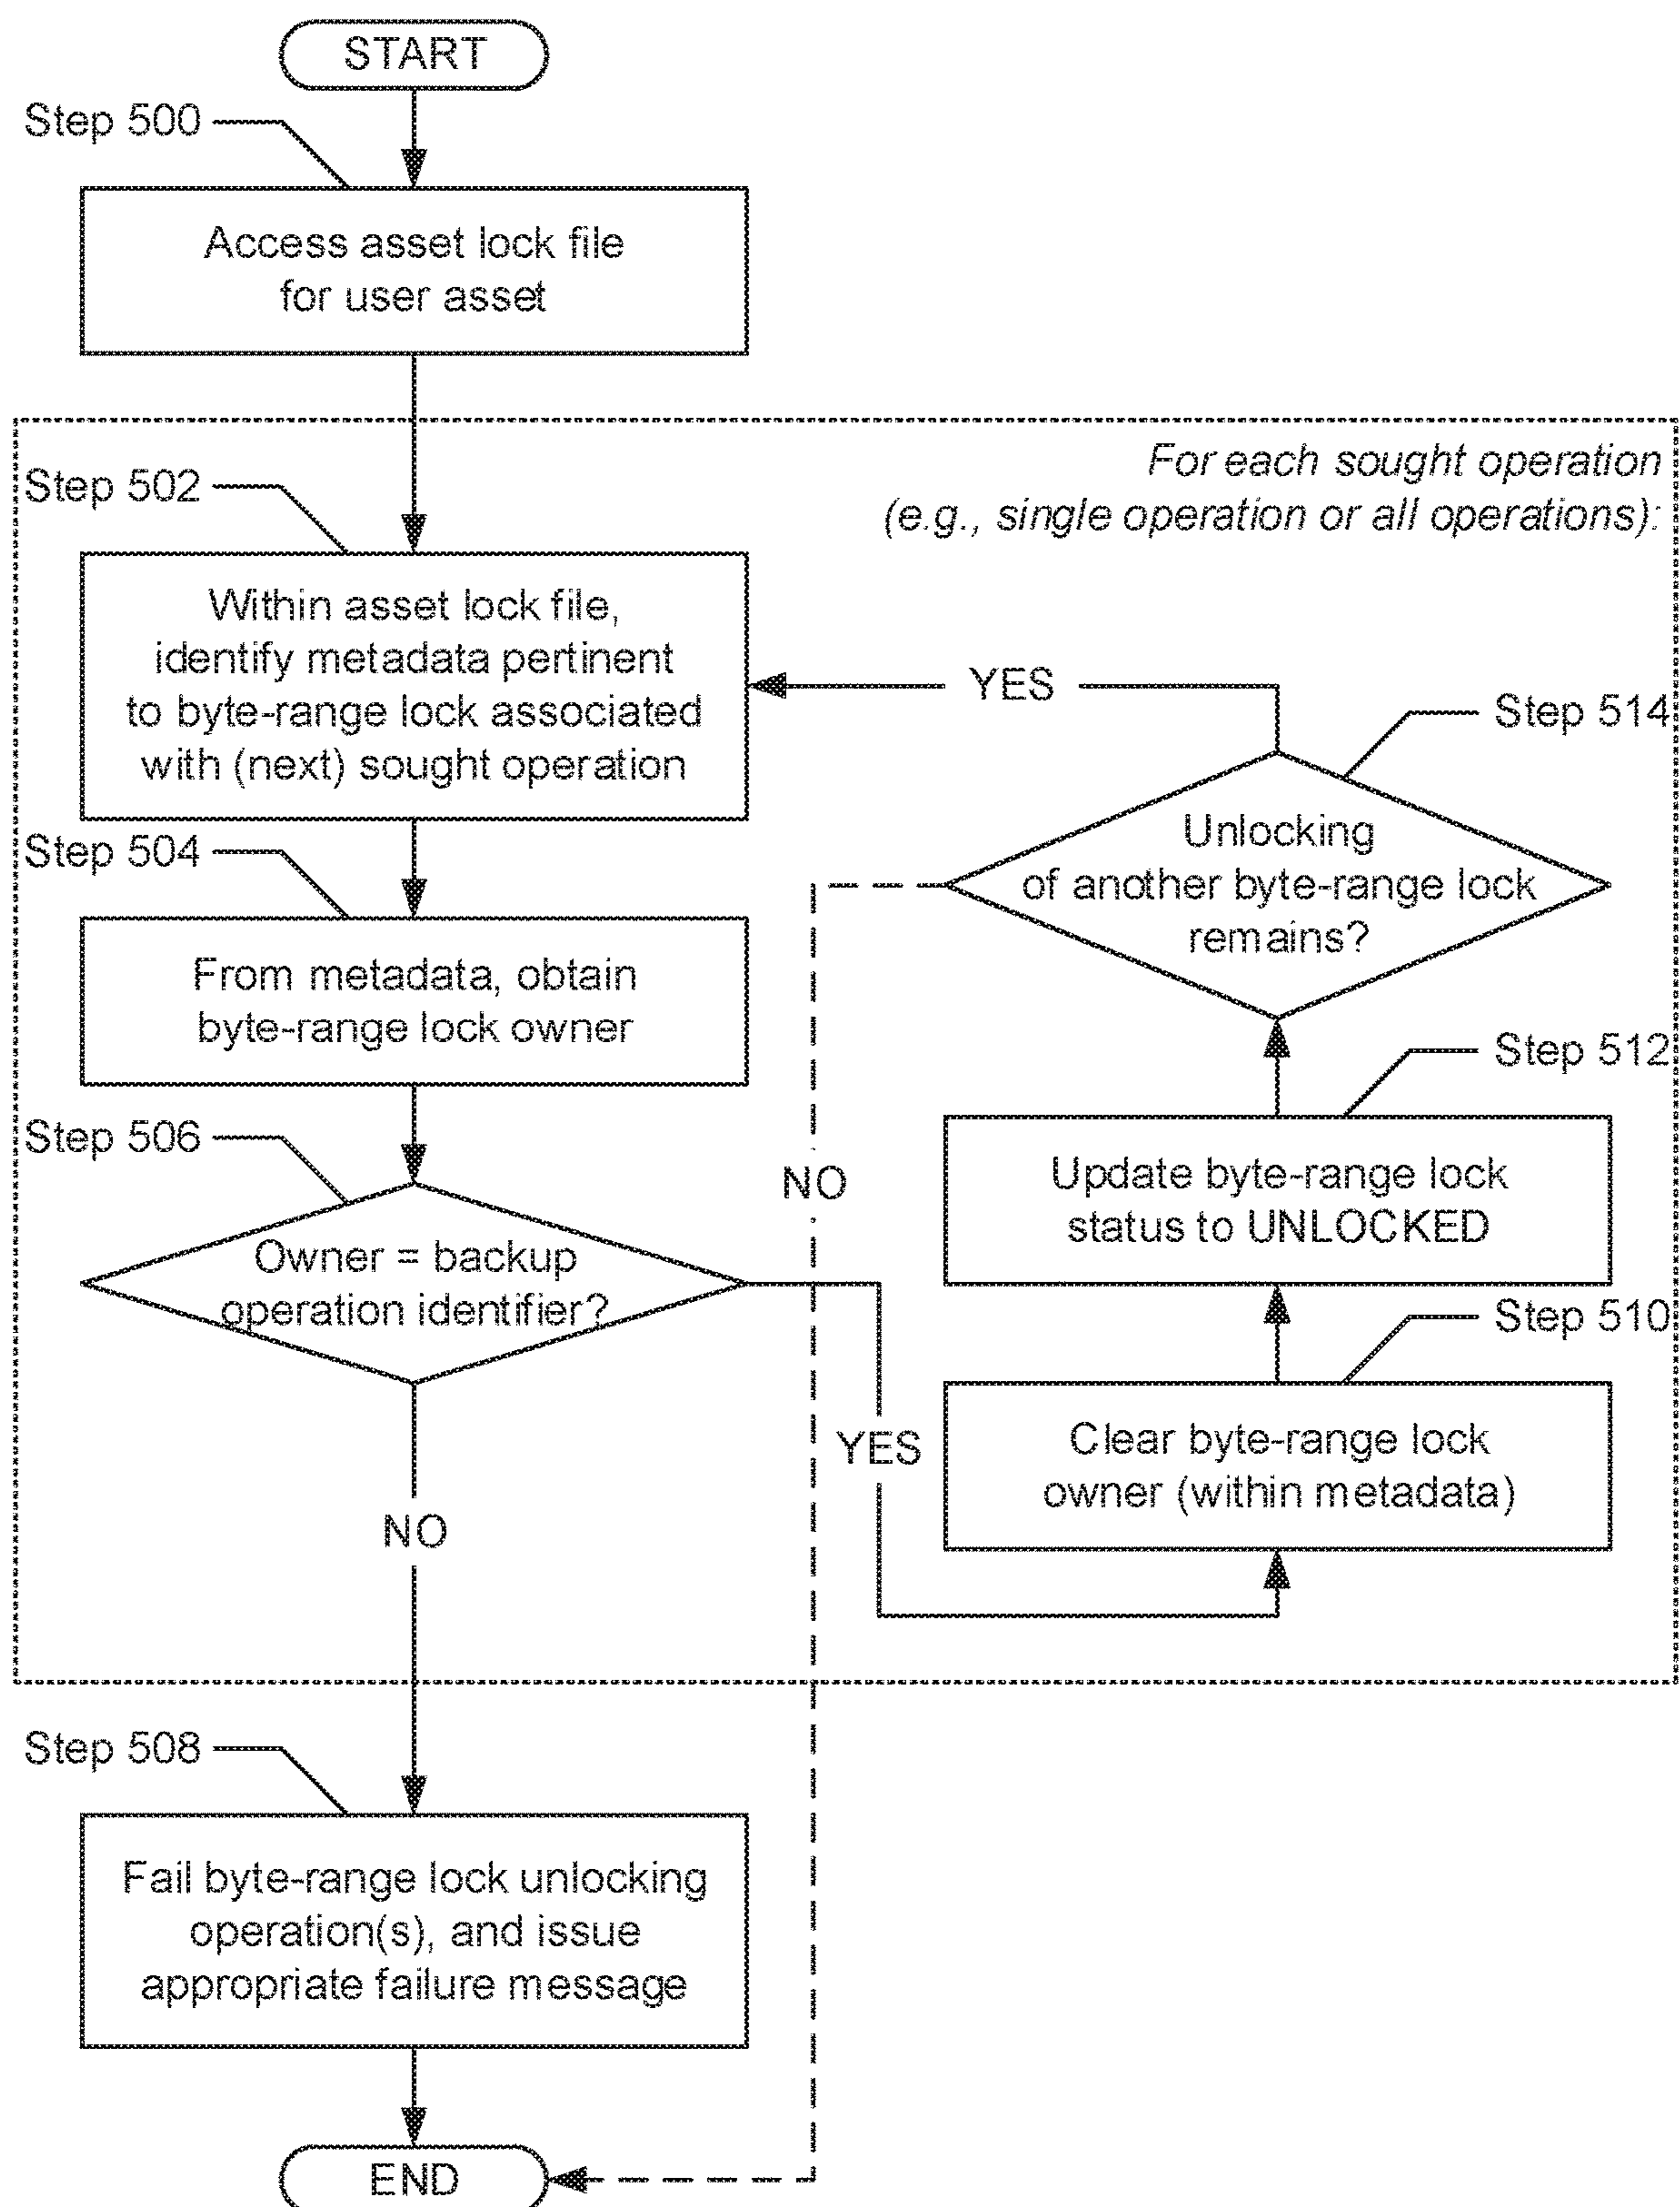 START
Step 500
Access asset lock file
for user asset
For each sought operation
(e.g., single operation or all operations):
Step 502
Within asset lock file,
identify metadata pertinent
to byte-range lock associated
with (next) sought operation
YES
Step 514
Unlocking
of another byte-range lock
remains?
Step 504
From metadata, obtain
byte-range lock owner
Step 512
Update byte-range lock
status to UNLOCKED
NO
Step 506
Owner = backup
operation identifier?
Step 510
Clear byte-range lock
owner (within metadata)
YES
NO
Step 508
Fail byte-range lock unlocking
operation(s), and issue
appropriate failure message
END